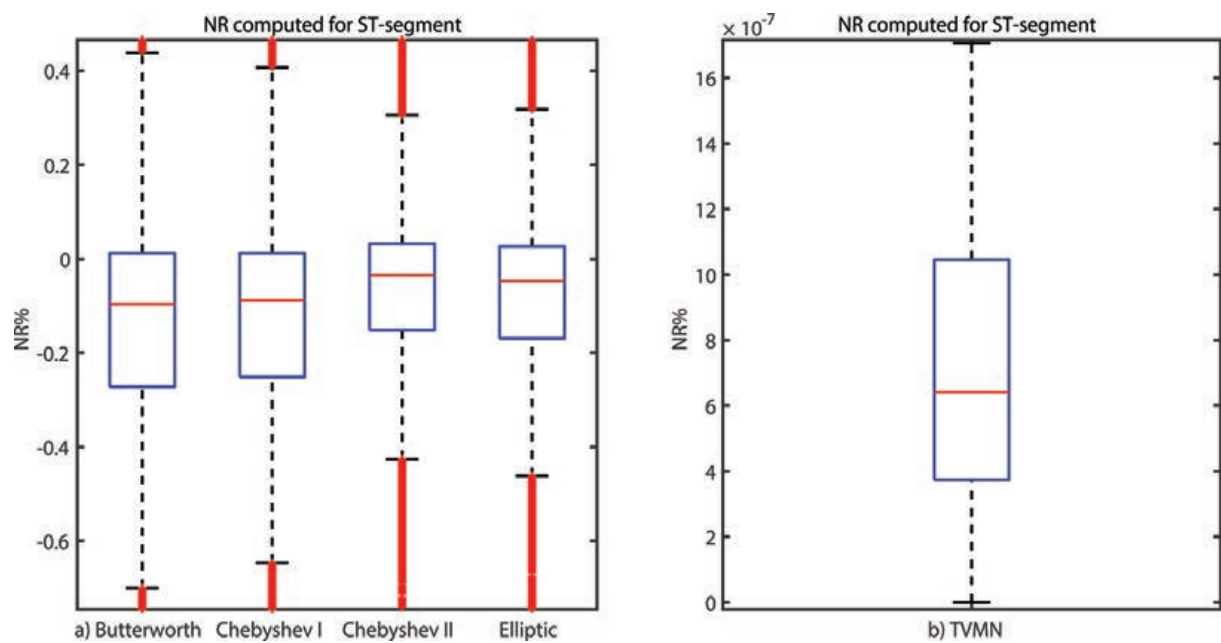 NR computed for ST-segment
0.4
0.2
0
-0.2
-0.4
-0.6
NR%
a) Butterworth Chebyshev I Chebyshev II Elliptic
NR computed for ST-segment
× 10⁻⁷
16
14
12
10
8
6
4
2
0
NR%
b) TVMN